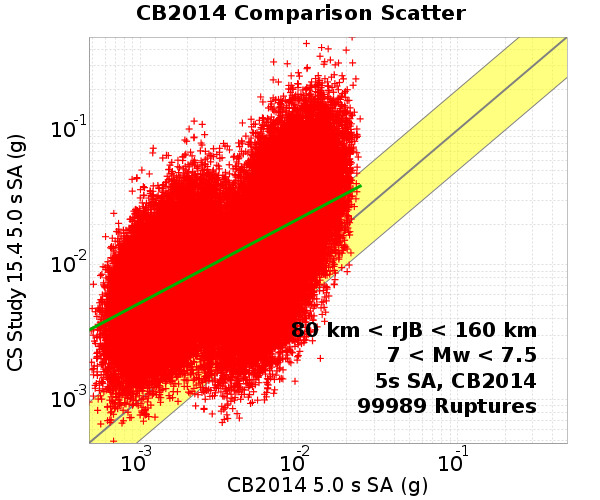 CB2014 Comparison Scatter
CS Study 15.4 5.0 s SA (g)
10-1
10-2
10-3
80 km < rJB < 160 km
7 < Mw < 7.5
5s SA, CB2014
99989 Ruptures
10-3 10-2 10-1
CB2014 5.0 s SA (g)